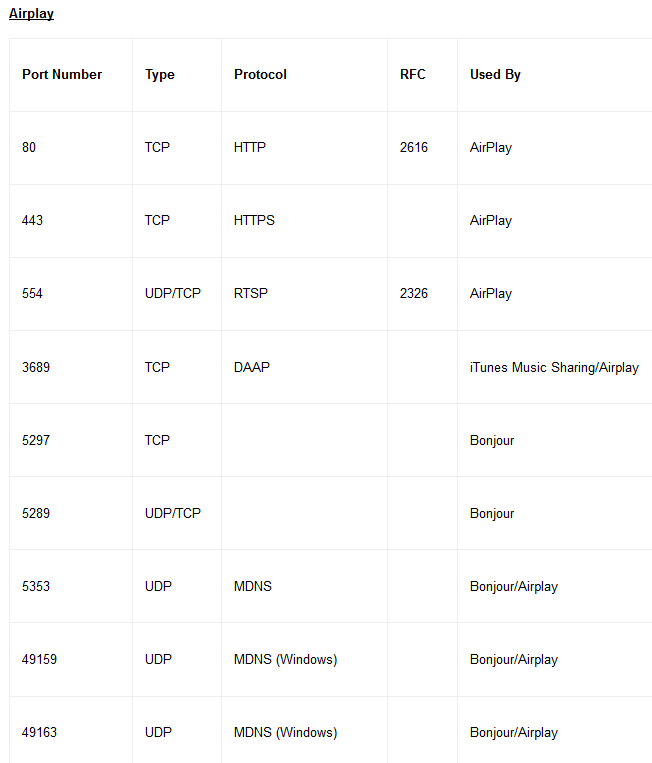 Airplay
Port Number Type Protocol RFC Used By
80 TCP HTTP 2616 AirPlay
443 TCP HTTPS AirPlay
554 UDP/TCP RTSP 2326 AirPlay
3689 TCP DAAP iTunes Music Sharing/Airplay
5297 TCP Bonjour
5289 UDP/TCP Bonjour
5353 UDP MDNS Bonjour/Airplay
49159 UDP MDNS (Windows) Bonjour/Airplay
49163 UDP MDNS (Windows) Bonjour/Airplay